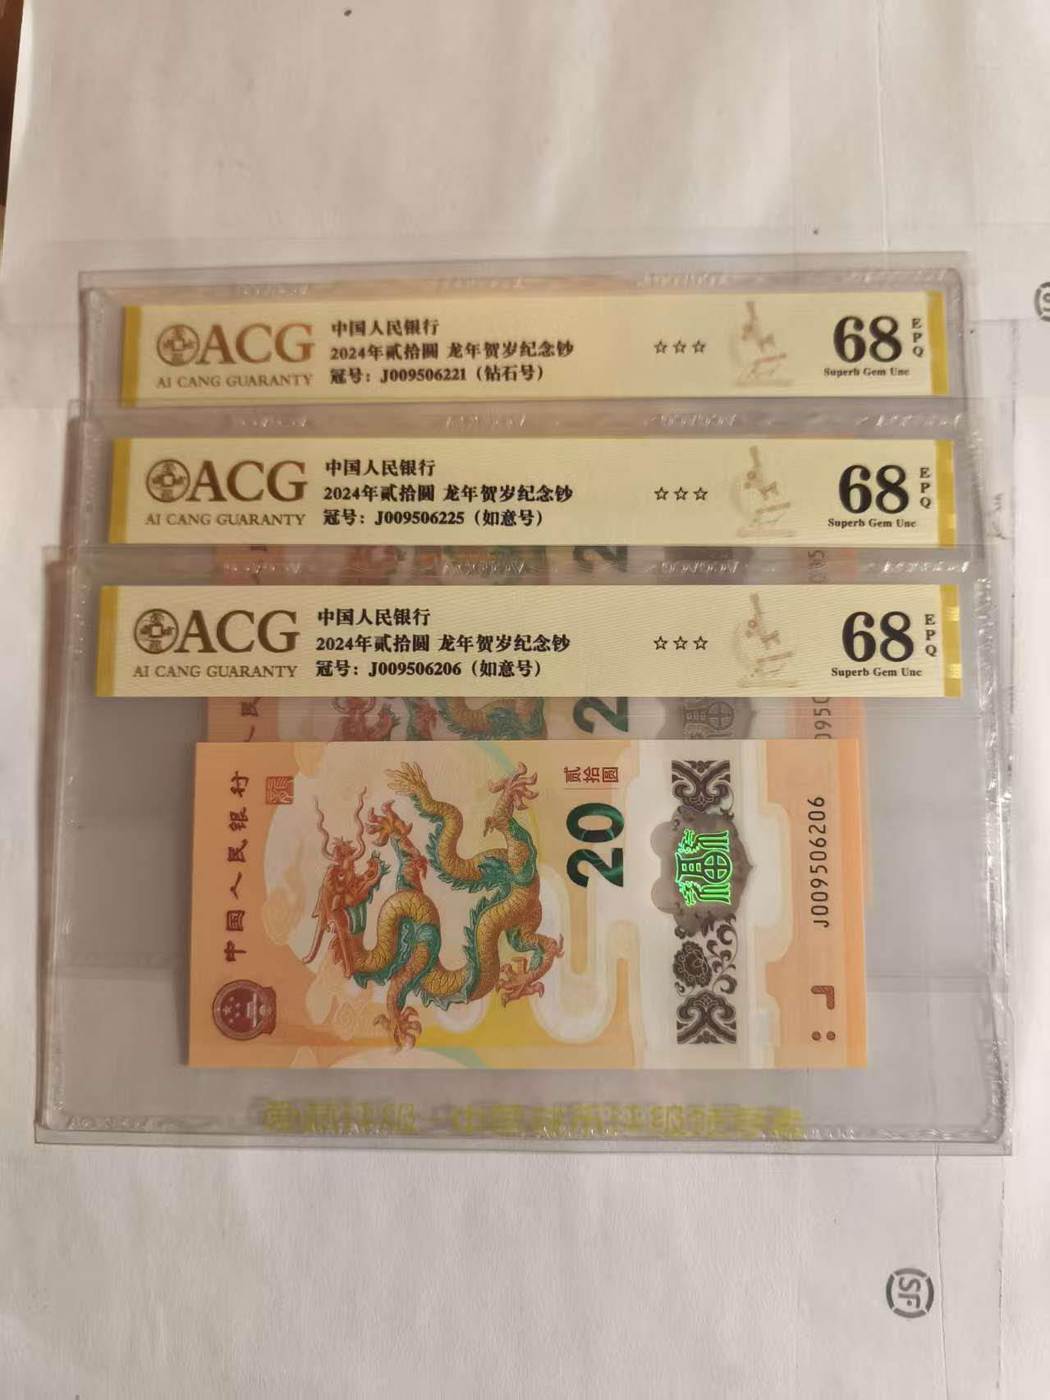 ACG
AI CANG GUARANTY
中国人民银行
2024年贰拾圆 龙年贺岁纪念钞
冠号：J009506221（钻石号）
☆☆☆
68
EPQ
Superb Gem Unc
ACG
AI CANG GUARANTY
中国人民银行
2024年贰拾圆 龙年贺岁纪念钞
冠号：J009506225（如意号）
☆☆☆
68
EPQ
Superb Gem Unc
ACG
AI CANG GUARANTY
中国人民银行
2024年贰拾圆 龙年贺岁纪念钞
冠号：J009506206（如意号）
☆☆☆
68
EPQ
Superb Gem Unc
中国人民银行
贰拾圆
20
福
J009506206
SF